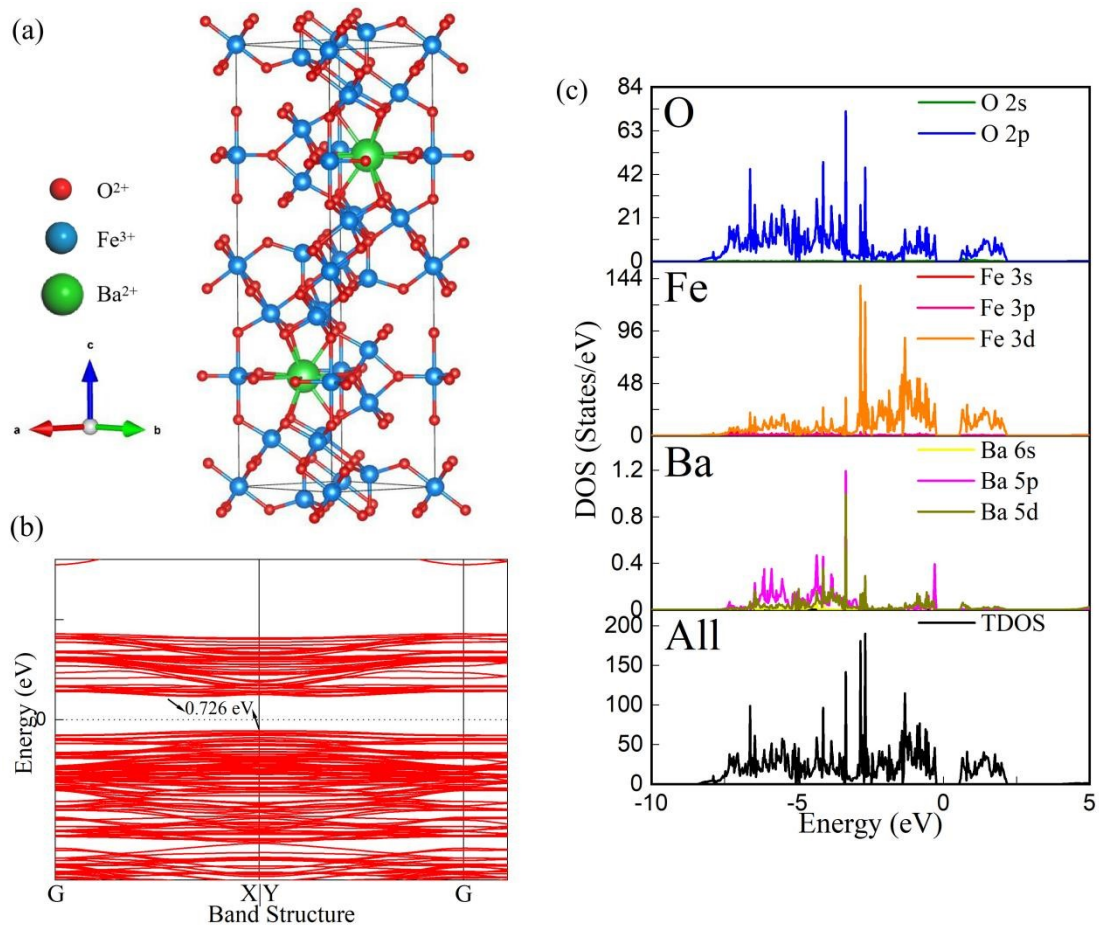 (a)
O²⁺
Fe³⁺
Ba²⁺
c
a
b
(b)
Energy (eV)
0
0.726 eV
G
X|Y
G
Band Structure
(c)
DOS (States/eV)
84
63
42
21
0
O
O 2s
O 2p
144
96
48
0
Fe
Fe 3s
Fe 3p
Fe 3d
1.2
0.8
0.4
0
Ba
Ba 6s
Ba 5p
Ba 5d
200
150
100
50
0
All
TDOS
-10
-5
0
5
Energy (eV)